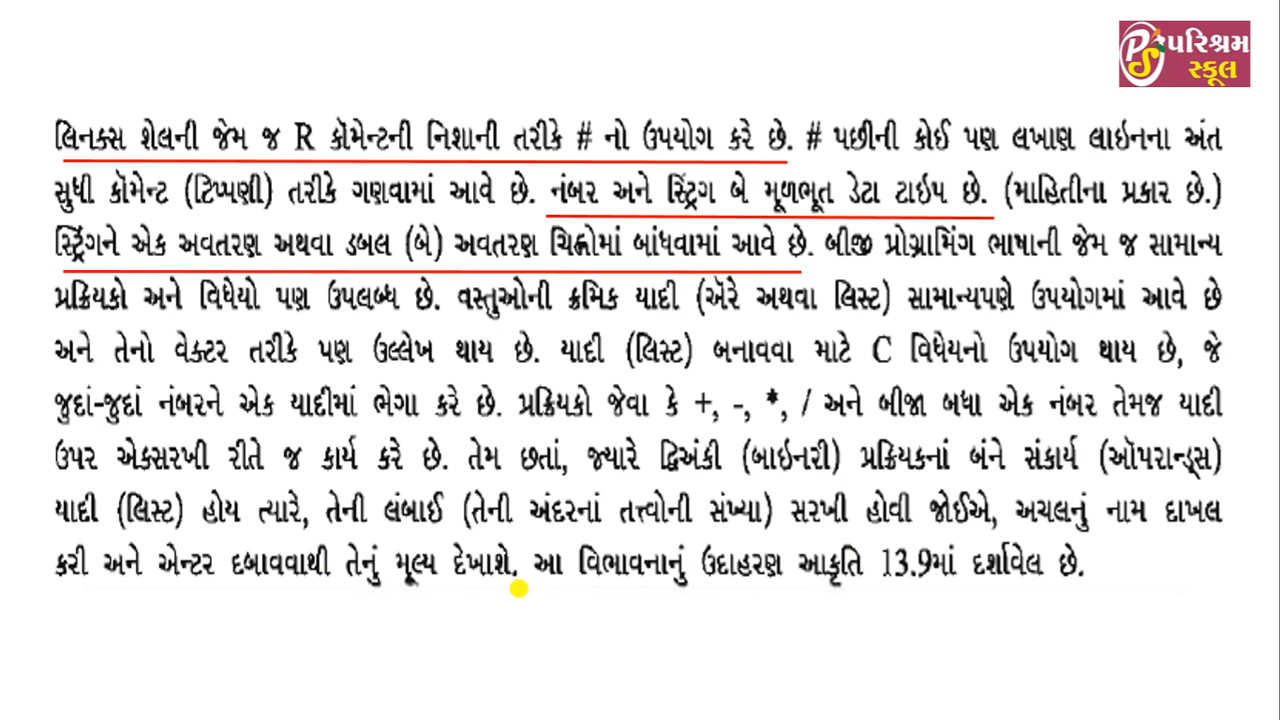 પરિશ્રમ
સ્કૂલ
લિનક્સ શેલની જેમ જ R કૉમેન્ટની નિશાની તરીકે # નો ઉપયોગ કરે છે. # પછીની કોઈ પણ લખાણ લાઇનના અંત
સુધી કૉમેન્ટ (ટિપ્પણી) તરીકે ગણવામાં આવે છે. નંબર અને સ્ટ્રિંગ બે મૂળભૂત ડેટા ટાઇપ છે. (માહિતીના પ્રકાર છે.)
સ્ટ્રિંગને એક અવતરણ અથવા ડબલ (બે) અવતરણ ચિહ્નોમાં બાંધવામાં આવે છે. બીજી પ્રોગ્રામિંગ ભાષાની જેમ જ સામાન્ય
પ્રક્રિયકો અને વિધેયો પણ ઉપલબ્ધ છે. વસ્તુઓની ક્રમિક યાદી (ઍરે અથવા લિસ્ટ) સામાન્યપણે ઉપયોગમાં આવે છે
અને તેનો વેક્ટર તરીકે પણ ઉલ્લેખ થાય છે. યાદી (લિસ્ટ) બનાવવા માટે C વિધેયનો ઉપયોગ થાય છે, જે
જુદાં-જુદાં નંબરને એક યાદીમાં ભેગા કરે છે. પ્રક્રિયકો જેવા કે +, -, *, / અને બીજા બધા એક નંબર તેમજ યાદી
ઉપર એકસરખી રીતે જ કાર્ય કરે છે. તેમ છતાં, જ્યારે દ્વિઅંકી (બાઇનરી) પ્રક્રિયકનાં બંને સંકાર્ય (ઑપરાન્ડ્સ)
યાદી (લિસ્ટ) હોય ત્યારે, તેની લંબાઈ (તેની અંદરનાં તત્ત્વોની સંખ્યા) સરખી હોવી જોઈએ, અચલનું નામ દાખલ
કરી અને એન્ટર દબાવવાથી તેનું મૂલ્ય દેખાશે. આ વિભાવનાનું ઉદાહરણ આકૃતિ 13.9માં દર્શાવેલ છે.